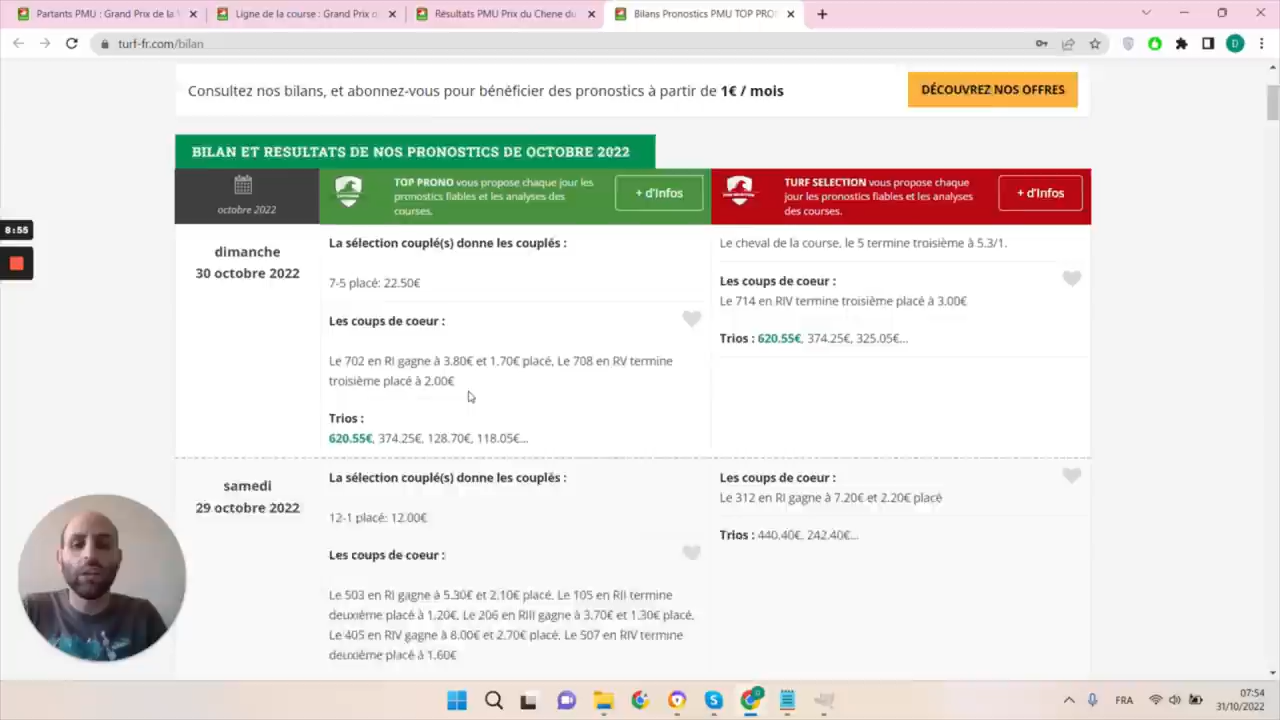 Partants PMU : Grand Prix de la
Ligne de la course : Grand Prix
Résultats PMU Prix du Chene du
Bilans Pronostics PMU TOP PRO
turf-fr.com/bilan
D
Consultez nos bilans, et abonnez-vous pour bénéficier des pronostics à partir de 1€ / mois
DÉCOUVREZ NOS OFFRES
BILAN ET RESULTATS DE NOS PRONOSTICS DE OCTOBRE 2022
octobre 2022
TOP PRONO vous propose chaque jour les
pronostics fiables et les analyses des
courses.
+ d'Infos
TURF SELECTION vous propose chaque
jour les pronostics fiables et les analyses
des courses.
+ d'Infos
8:55
dimanche
30 octobre 2022
La sélection couplé(s) donne les couplés :
7-5 placé: 22.50€
Les coups de coeur :
Le 702 en RI gagne à 3.80€ et 1.70€ placé, Le 708 en RV termine
troisième placé à 2.00€
Trios :
620.55€, 374.25€, 128.70€, 118.05€...
Le cheval de la course, le 5 termine troisième à 5.3/1.
Les coups de coeur :
Le 714 en RIV termine troisième placé à 3.00€
Trios : 620.55€, 374.25€, 325.05€...
samedi
29 octobre 2022
La sélection couplé(s) donne les couplés :
12-1 placé: 12.00€
Les coups de coeur :
Le 503 en RI gagne à 5.30€ et 2.10€ placé, Le 105 en RII termine
deuxième placé à 1.20€, Le 206 en RIII gagne à 3.70€ et 1.30€ placé,
Le 405 en RIV gagne à 8.00€ et 2.70€ placé, Le 507 en RIV termine
deuxième placé à 1.60€
Les coups de coeur :
Le 312 en RI gagne à 7.20€ et 2.20€ placé
Trios : 440.40€, 242.40€...
FRA
07:54
31/10/2022